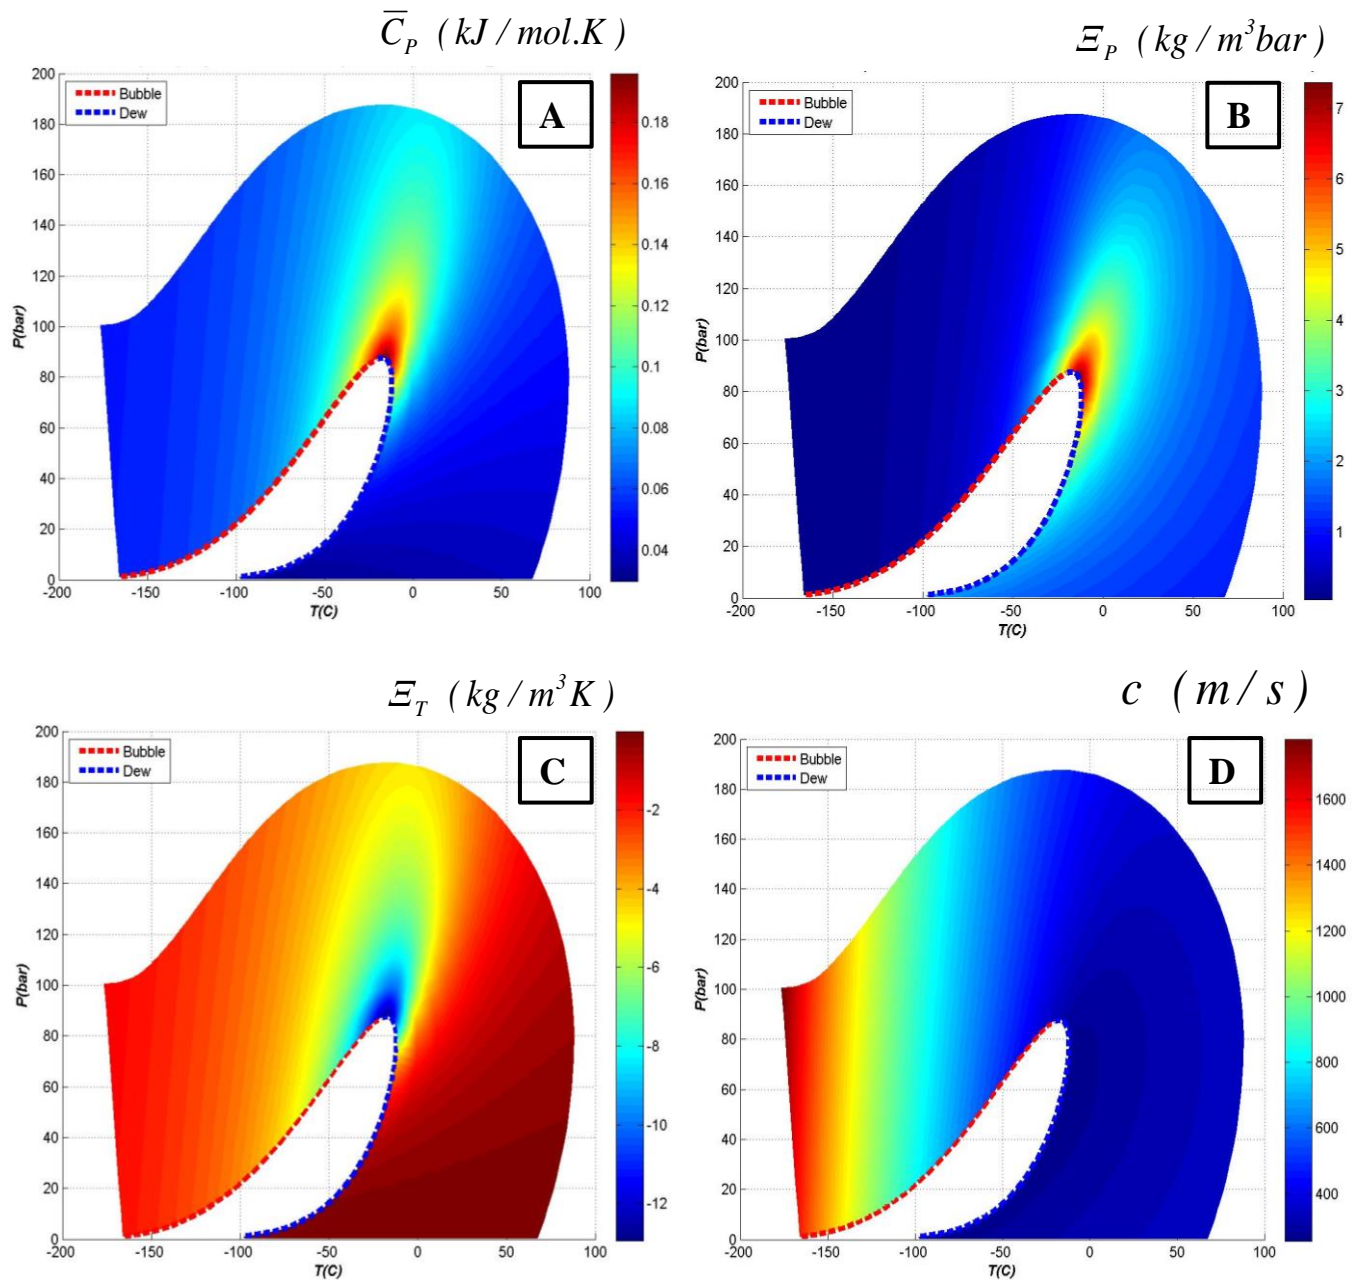 C̅_P ( kJ / mol.K )
A
Bubble
Dew
200
180
160
140
120
100
80
60
40
20
0
P(bar)
-200 -150 -100 -50 0 50 100
T(C)
0.18
0.16
0.14
0.12
0.1
0.08
0.06
0.04
Ξ_P ( kg / m³bar )
B
Bubble
Dew
200
180
160
140
120
100
80
60
40
20
0
P(bar)
-200 -150 -100 -50 0 50 100
T(C)
7
6
5
4
3
2
1
Ξ_T ( kg / m³K )
C
Bubble
Dew
200
180
160
140
120
100
80
60
40
20
0
P(bar)
-200 -150 -100 -50 0 50 100
T(C)
-2
-4
-6
-8
-10
-12
c ( m / s )
D
Bubble
Dew
200
180
160
140
120
100
80
60
40
20
0
P(bar)
-200 -150 -100 -50 0 50 100
T(C)
1600
1400
1200
1000
800
600
400